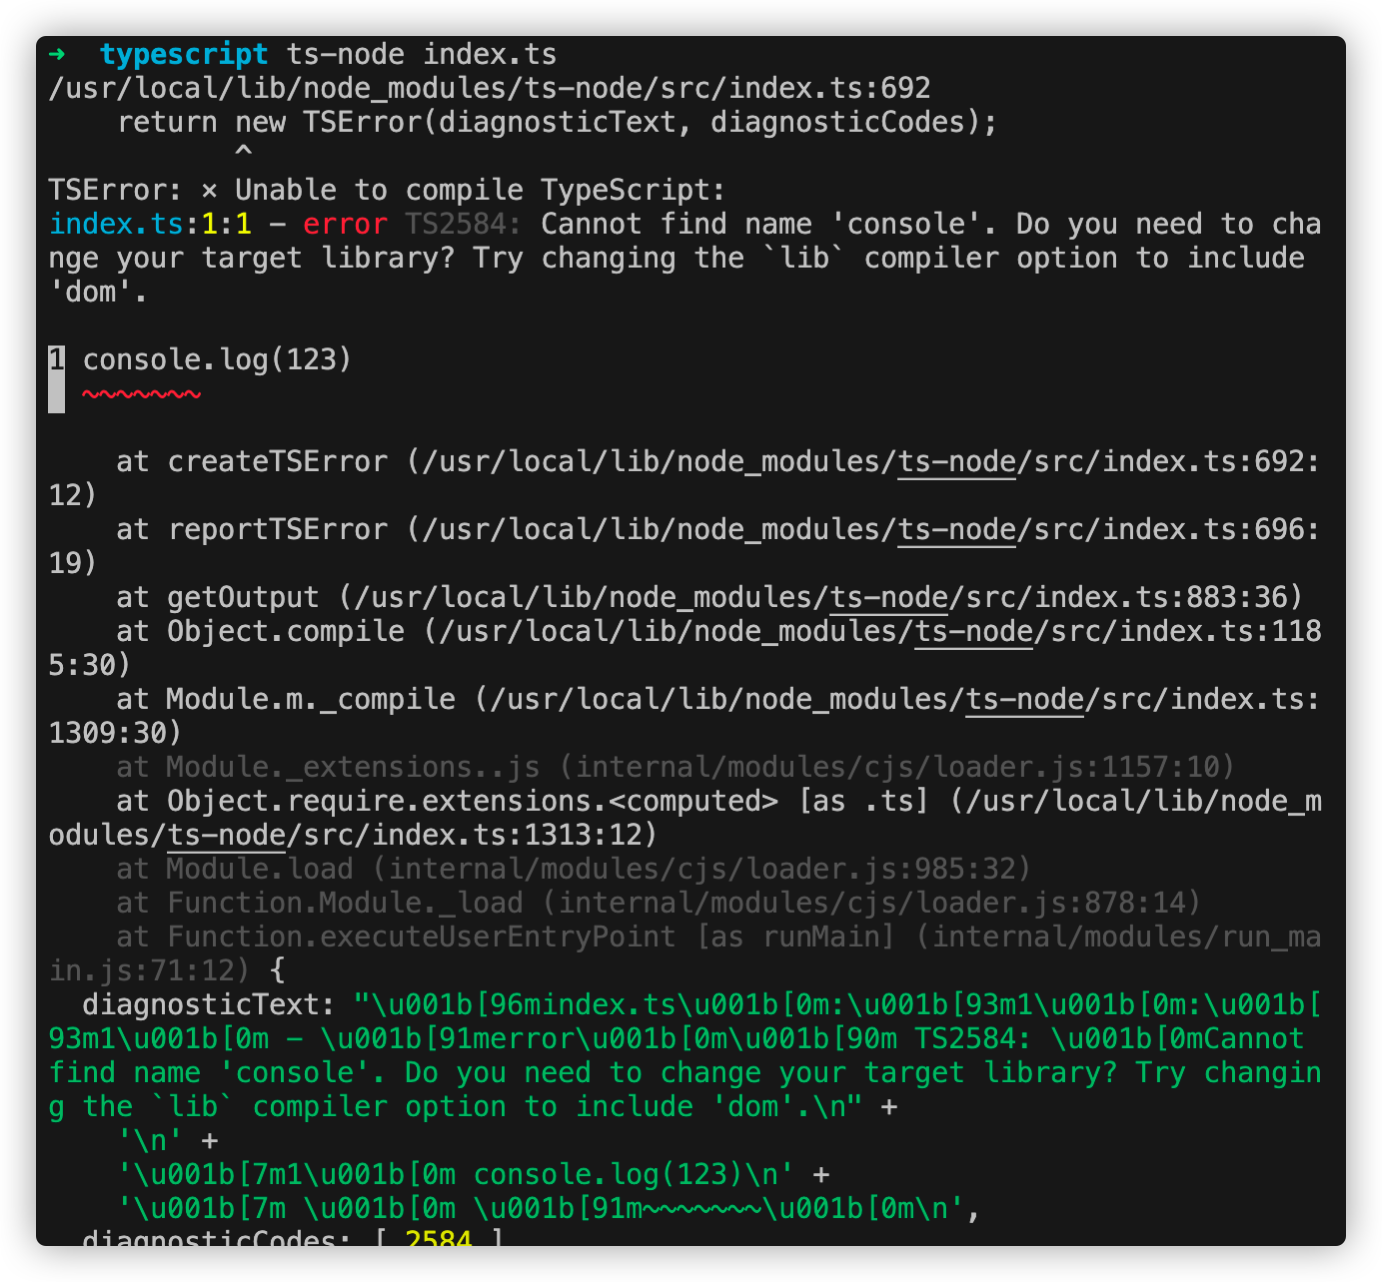 ➜  typescript ts-node index.ts
/usr/local/lib/node_modules/ts-node/src/index.ts:692
    return new TSError(diagnosticText, diagnosticCodes);
           ^
TSError: ⨯ Unable to compile TypeScript:
index.ts:1:1 - error TS2584: Cannot find name 'console'. Do you need to cha
nge your target library? Try changing the `lib` compiler option to include
'dom'.

1 console.log(123)
  ~~~~~~~

    at createTSError (/usr/local/lib/node_modules/ts-node/src/index.ts:692:
12)
    at reportTSError (/usr/local/lib/node_modules/ts-node/src/index.ts:696:
19)
    at getOutput (/usr/local/lib/node_modules/ts-node/src/index.ts:883:36)
    at Object.compile (/usr/local/lib/node_modules/ts-node/src/index.ts:118
5:30)
    at Module.m._compile (/usr/local/lib/node_modules/ts-node/src/index.ts:
1309:30)
    at Module._extensions..js (internal/modules/cjs/loader.js:1157:10)
    at Object.require.extensions.<computed> [as .ts] (/usr/local/lib/node_m
odules/ts-node/src/index.ts:1313:12)
    at Module.load (internal/modules/cjs/loader.js:985:32)
    at Function.Module._load (internal/modules/cjs/loader.js:878:14)
    at Function.executeUserEntryPoint [as runMain] (internal/modules/run_ma
in.js:71:12) {
  diagnosticText: "\u001b[96mindex.ts\u001b[0m:\u001b[93m1\u001b[0m:\u001b[
93m1\u001b[0m - \u001b[91merror\u001b[0m\u001b[90m TS2584: \u001b[0mCannot
find name 'console'. Do you need to change your target library? Try changin
g the `lib` compiler option to include 'dom'.\n" +
    '\n' +
    '\u001b[7m1\u001b[0m console.log(123)\n' +
    '\u001b[7m \u001b[0m \u001b[91m~~~~~~~\u001b[0m\n',
  diagnosticCodes: [ 2584 ]